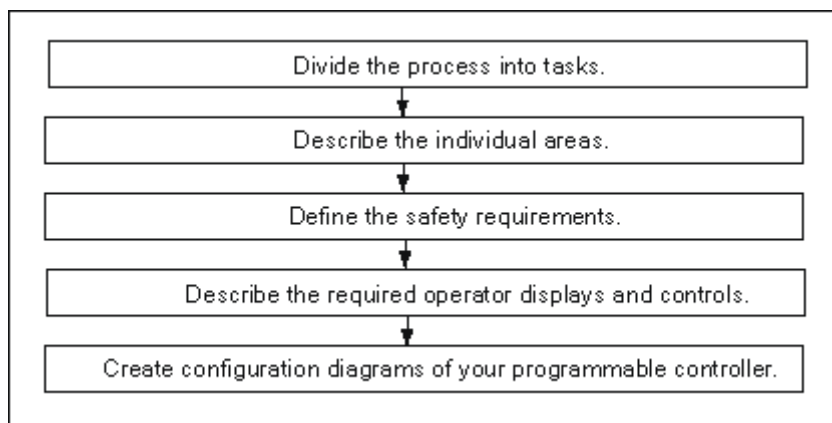 Divide the process into tasks.
Describe the individual areas.
Define the safety requirements.
Describe the required operator displays and controls.
Create configuration diagrams of your programmable controller.